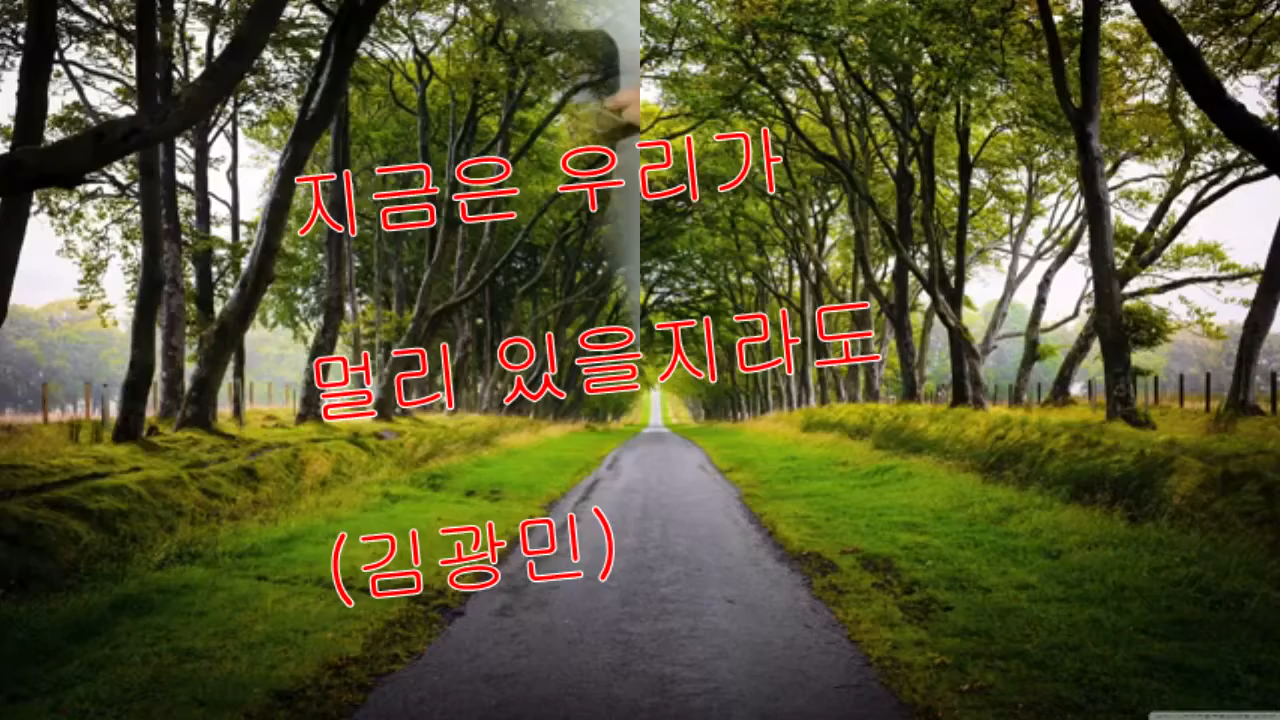 지금은 우리가
멀리 있을지라도
(김광민)